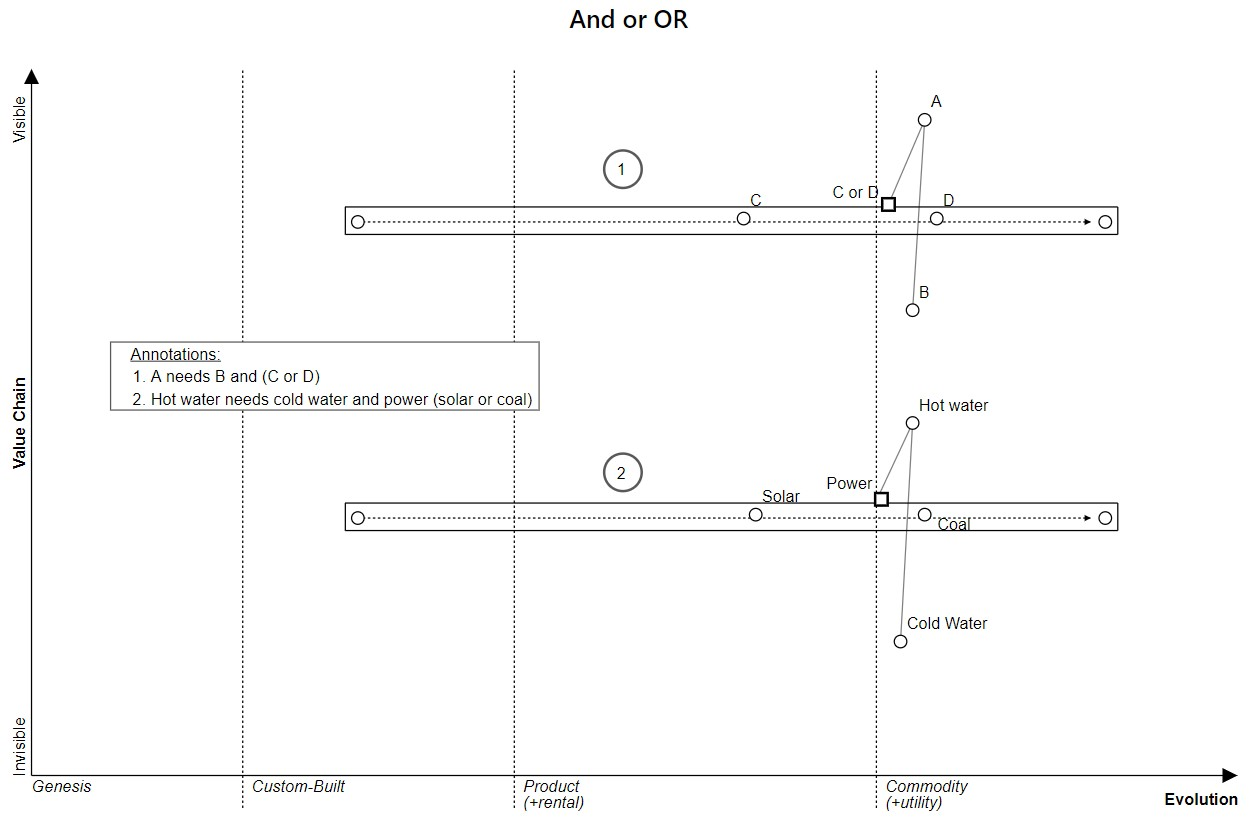 And or OR
Visible
A
1
C or D
C
D
B
Annotations:
1. A needs B and (C or D)
2. Hot water needs cold water and power (solar or coal)
Value Chain
Hot water
2
Power
Solar
Coal
Cold Water
Invisible
Genesis
Custom-Built
Product
(+rental)
Commodity
(+utility)
Evolution